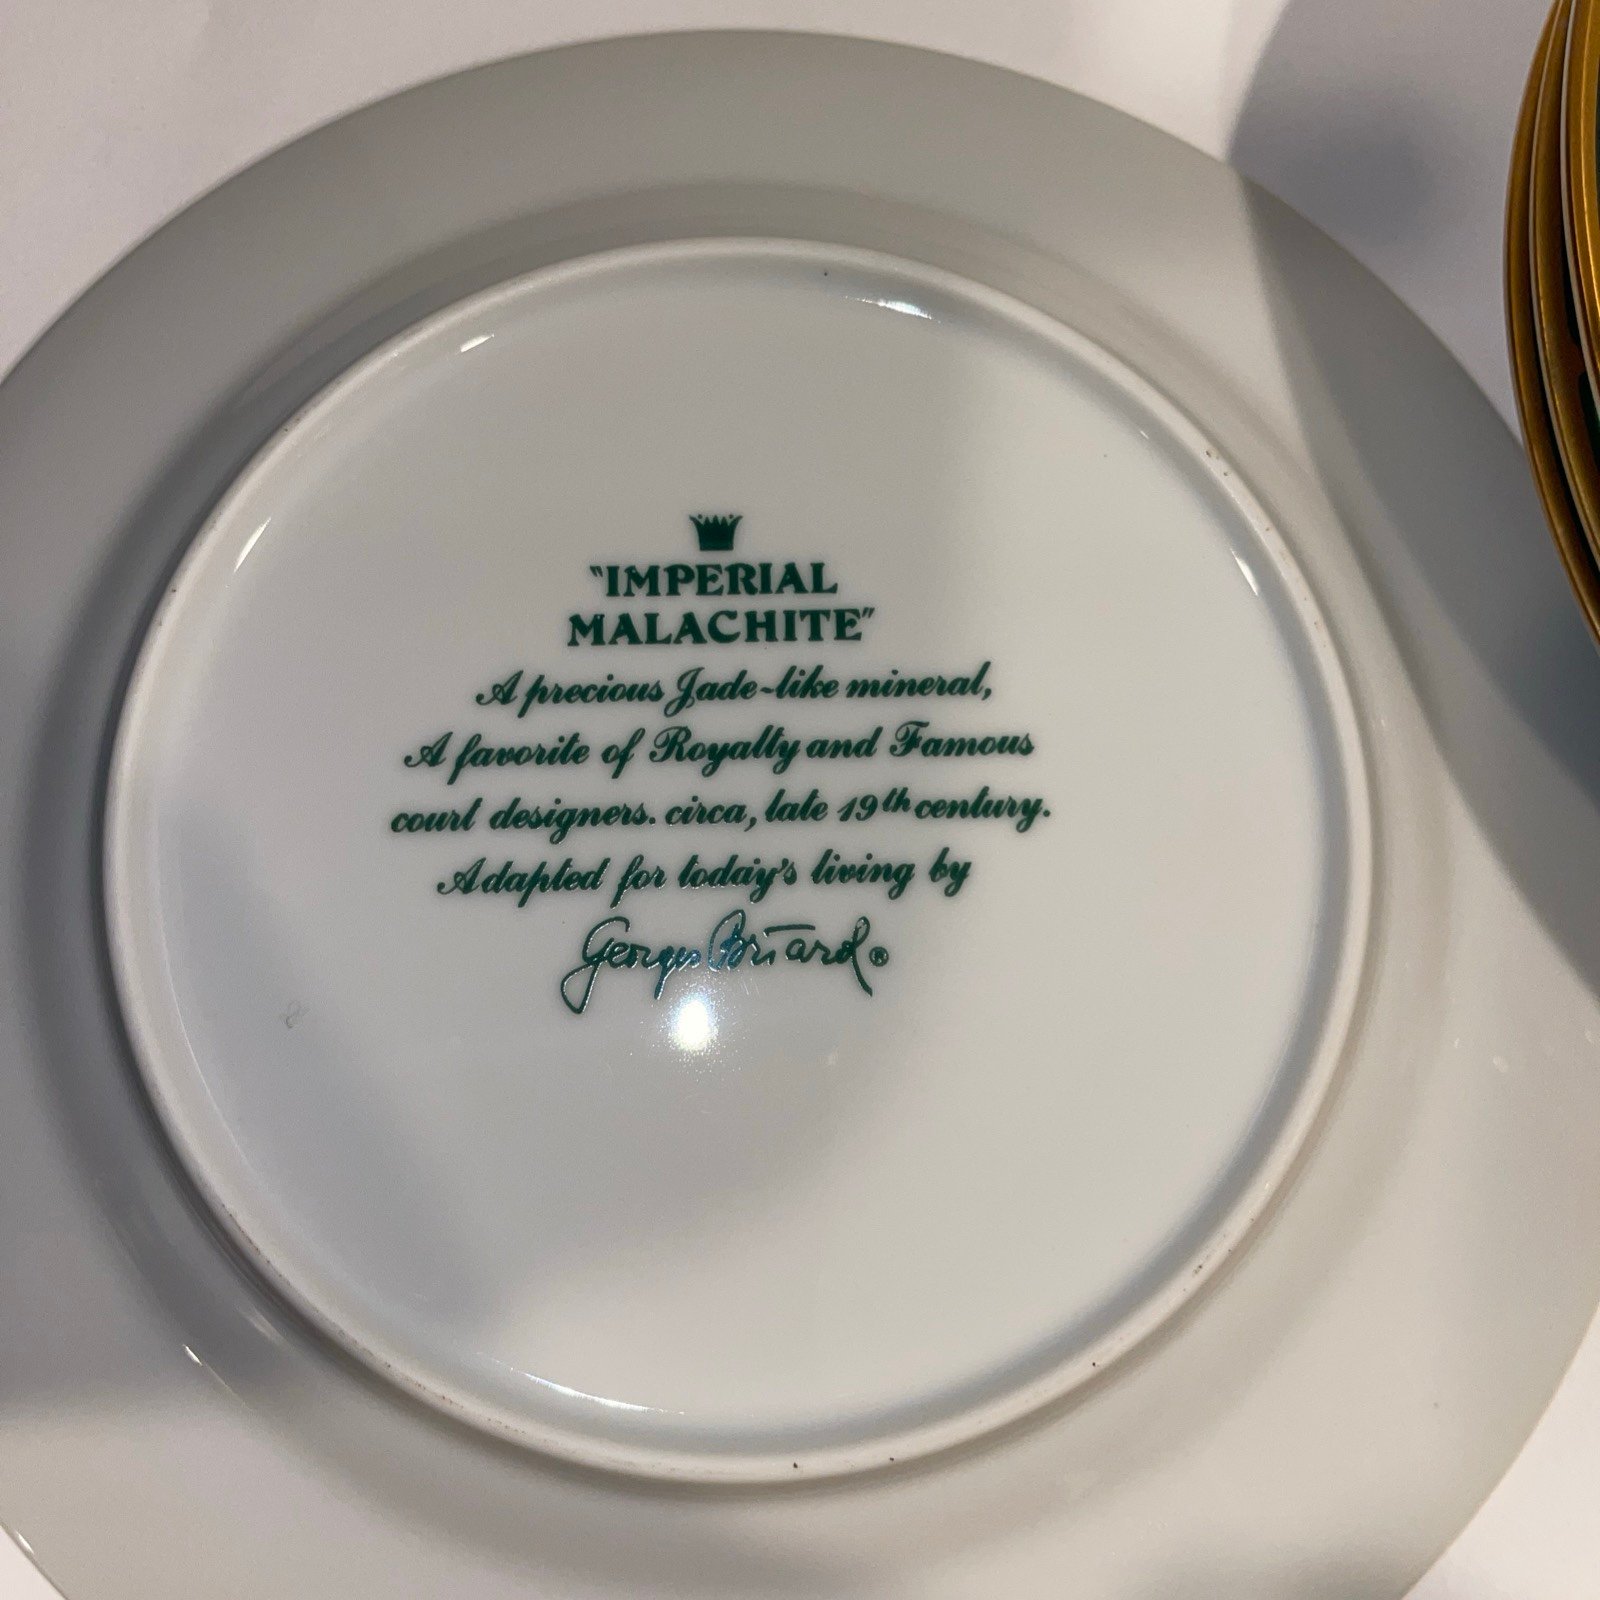 "IMPERIAL
MALACHITE"
A precious Jade-like mineral,
A favorite of Royalty and Famous
court designers. circa, late 19th century.
Adapted for today's living by
Georges Briard®